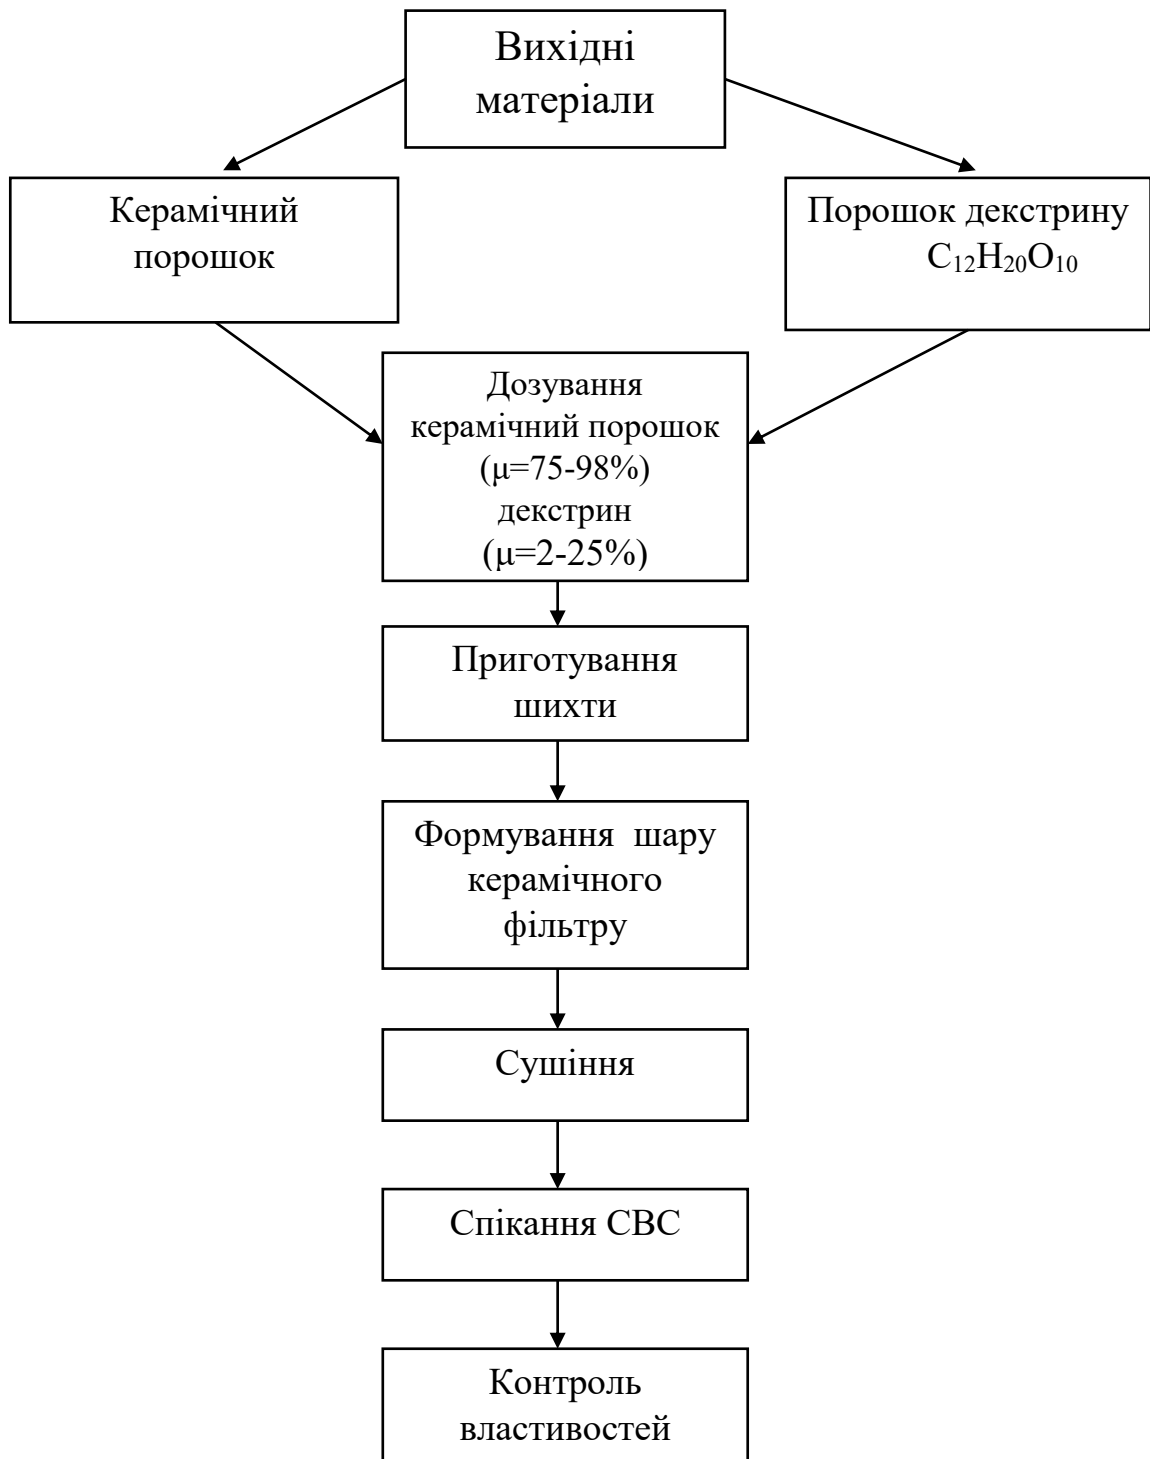 Вихідні
матеріали
Керамічний
порошок
Порошок декстрину
C₁₂H₂₀O₁₀
Дозування
керамічний порошок
(μ=75-98%)
декстрин
(μ=2-25%)
Приготування
шихти
Формування шару
керамічного
фільтру
Сушіння
Спікання СВС
Контроль
властивостей